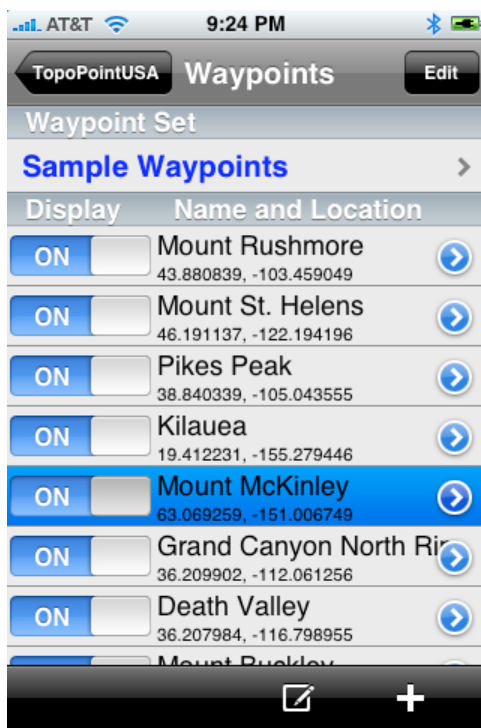 AT&T 9:24 PM
TopoPointUSA Waypoints Edit
Waypoint Set
Sample Waypoints
Display Name and Location
ON Mount Rushmore
43.880839, -103.459049
ON Mount St. Helens
46.191137, -122.194196
ON Pikes Peak
38.840339, -105.043555
ON Kilauea
19.412231, -155.279446
ON Mount McKinley
63.069259, -151.006749
ON Grand Canyon North Rim
36.209902, -112.061256
ON Death Valley
36.207984, -116.798955
Mount Buckley